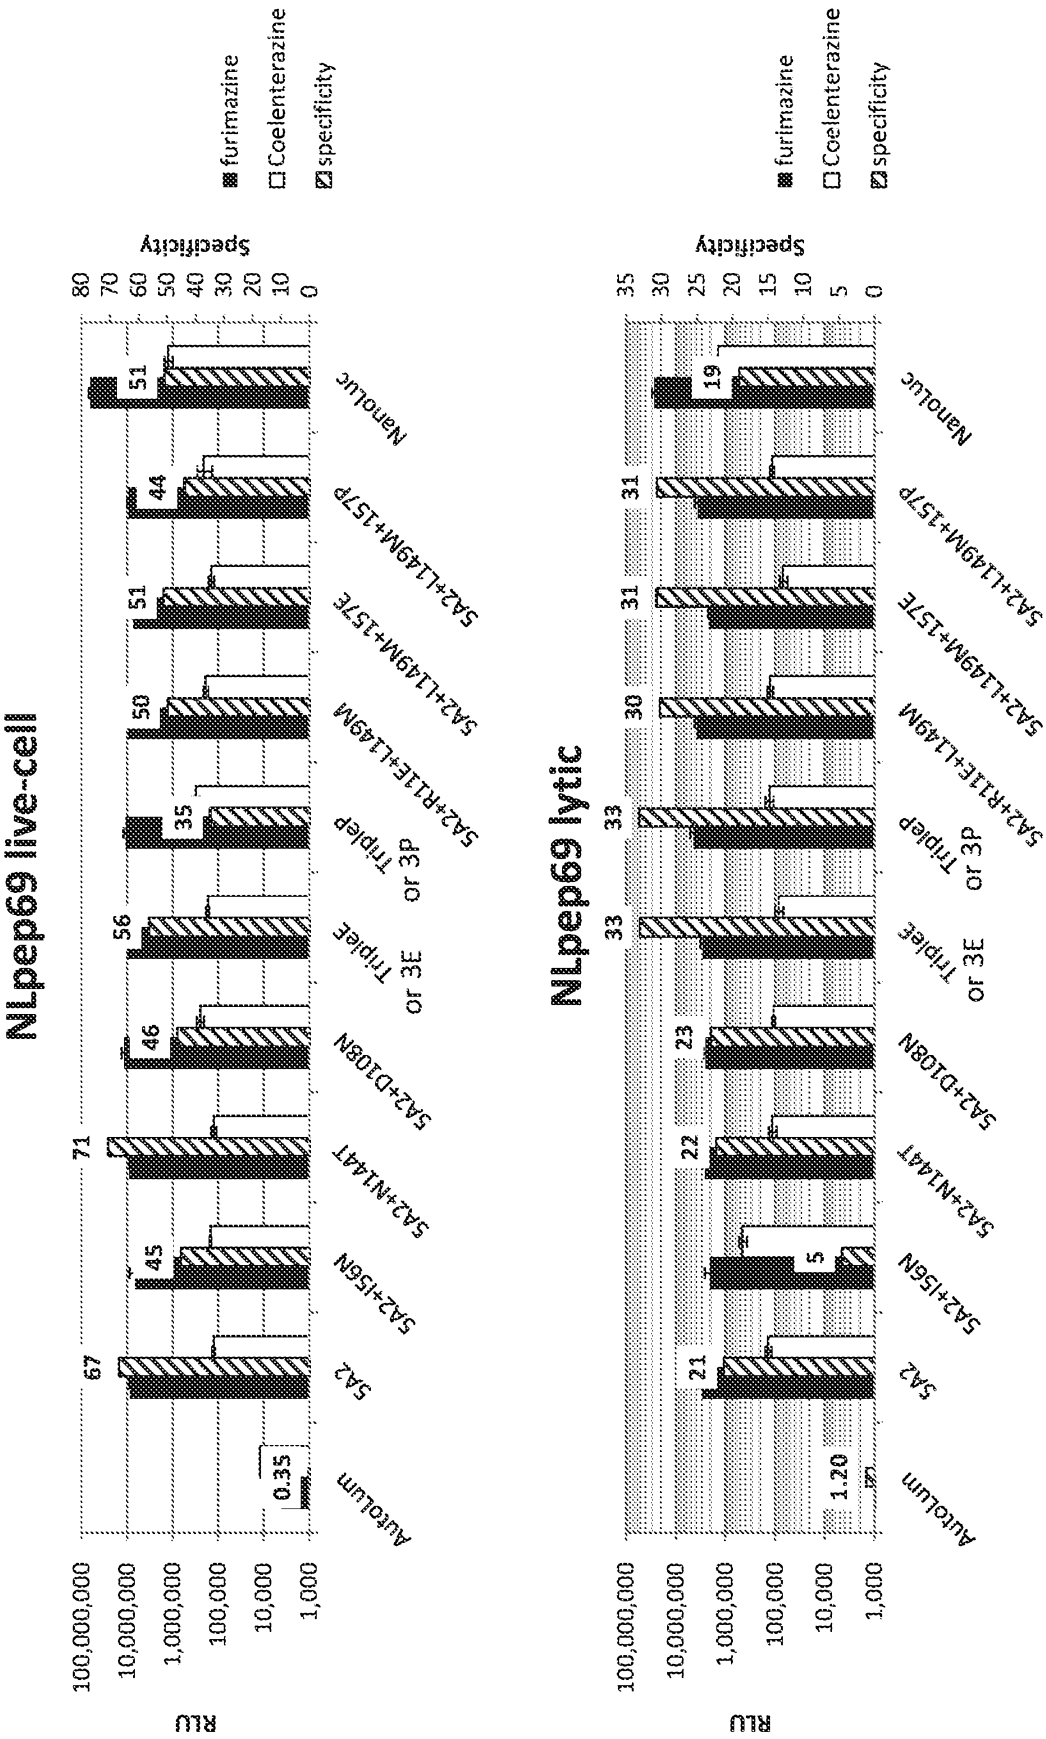 NLpep69 live-cell
RLU
100,000,000
10,000,000
1,000,000
100,000
10,000
1,000
0.35
67
45
71
46
56
35
50
51
44
51
AutoLum
5A2
5A2+I56N
5A2+N144T
5A2+D108N
TripleE
or 3E
TripleP
or 3P
5A2+R11E+L149M
5A2+L149M+157E
5A2+L149M+157P
NanoLuc
80
70
60
50
40
30
20
10
0
Specificity
furimazine
Coelenterazine
specificity
NLpep69 lytic
RLU
100,000,000
10,000,000
1,000,000
100,000
10,000
1,000
1.20
21
5
22
23
33
33
30
31
31
19
AutoLum
5A2
5A2+I56N
5A2+N144T
5A2+D108N
TripleE
or 3E
TripleP
or 3P
5A2+R11E+L149M
5A2+L149M+157E
5A2+L149M+157P
NanoLuc
35
30
25
20
15
10
5
0
Specificity
furimazine
Coelenterazine
specificity